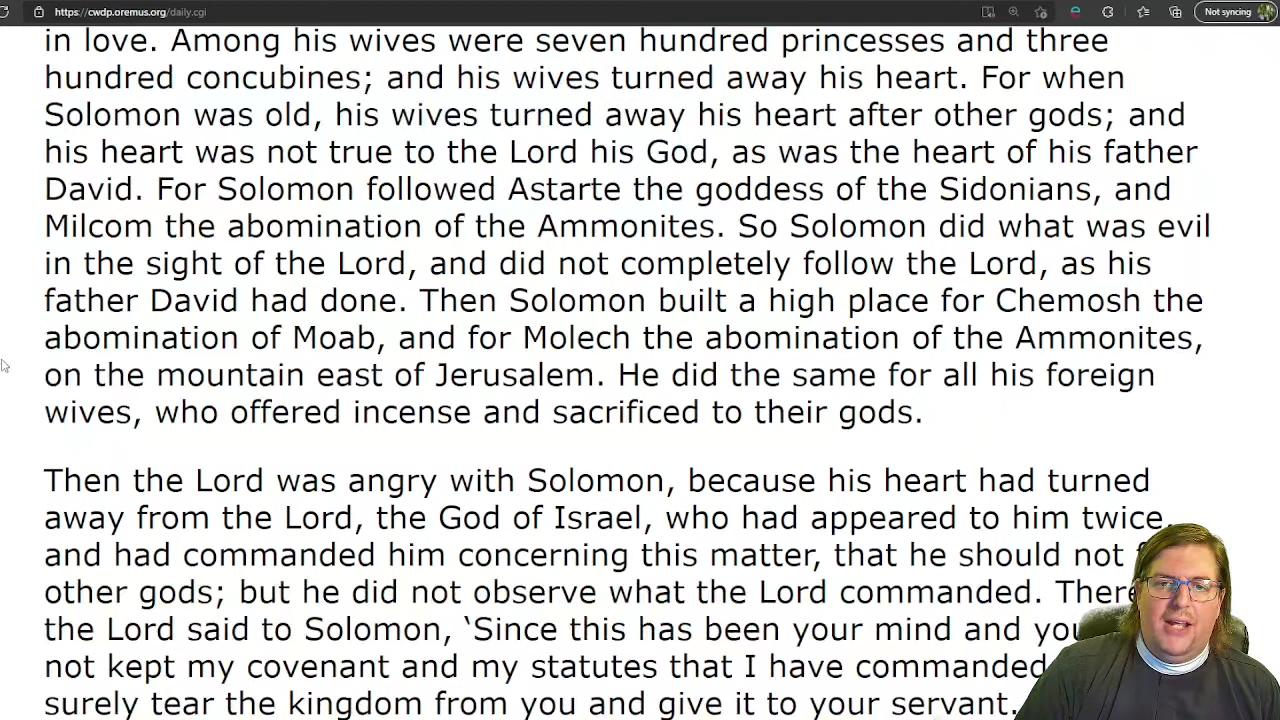 https://cwdp.oremus.org/daily.cgi
Not syncing
in love. Among his wives were seven hundred princesses and three
hundred concubines; and his wives turned away his heart. For when
Solomon was old, his wives turned away his heart after other gods; and
his heart was not true to the Lord his God, as was the heart of his father
David. For Solomon followed Astarte the goddess of the Sidonians, and
Milcom the abomination of the Ammonites. So Solomon did what was evil
in the sight of the Lord, and did not completely follow the Lord, as his
father David had done. Then Solomon built a high place for Chemosh the
abomination of Moab, and for Molech the abomination of the Ammonites,
on the mountain east of Jerusalem. He did the same for all his foreign
wives, who offered incense and sacrificed to their gods.
Then the Lord was angry with Solomon, because his heart had turned
away from the Lord, the God of Israel, who had appeared to him twice,
and had commanded him concerning this matter, that he should not
other gods; but he did not observe what the Lord commanded.
the Lord said to Solomon, ‘Since this has been your mind and
not kept my covenant and my statutes that I have commanded
surely tear the kingdom from you and give it to your servant.